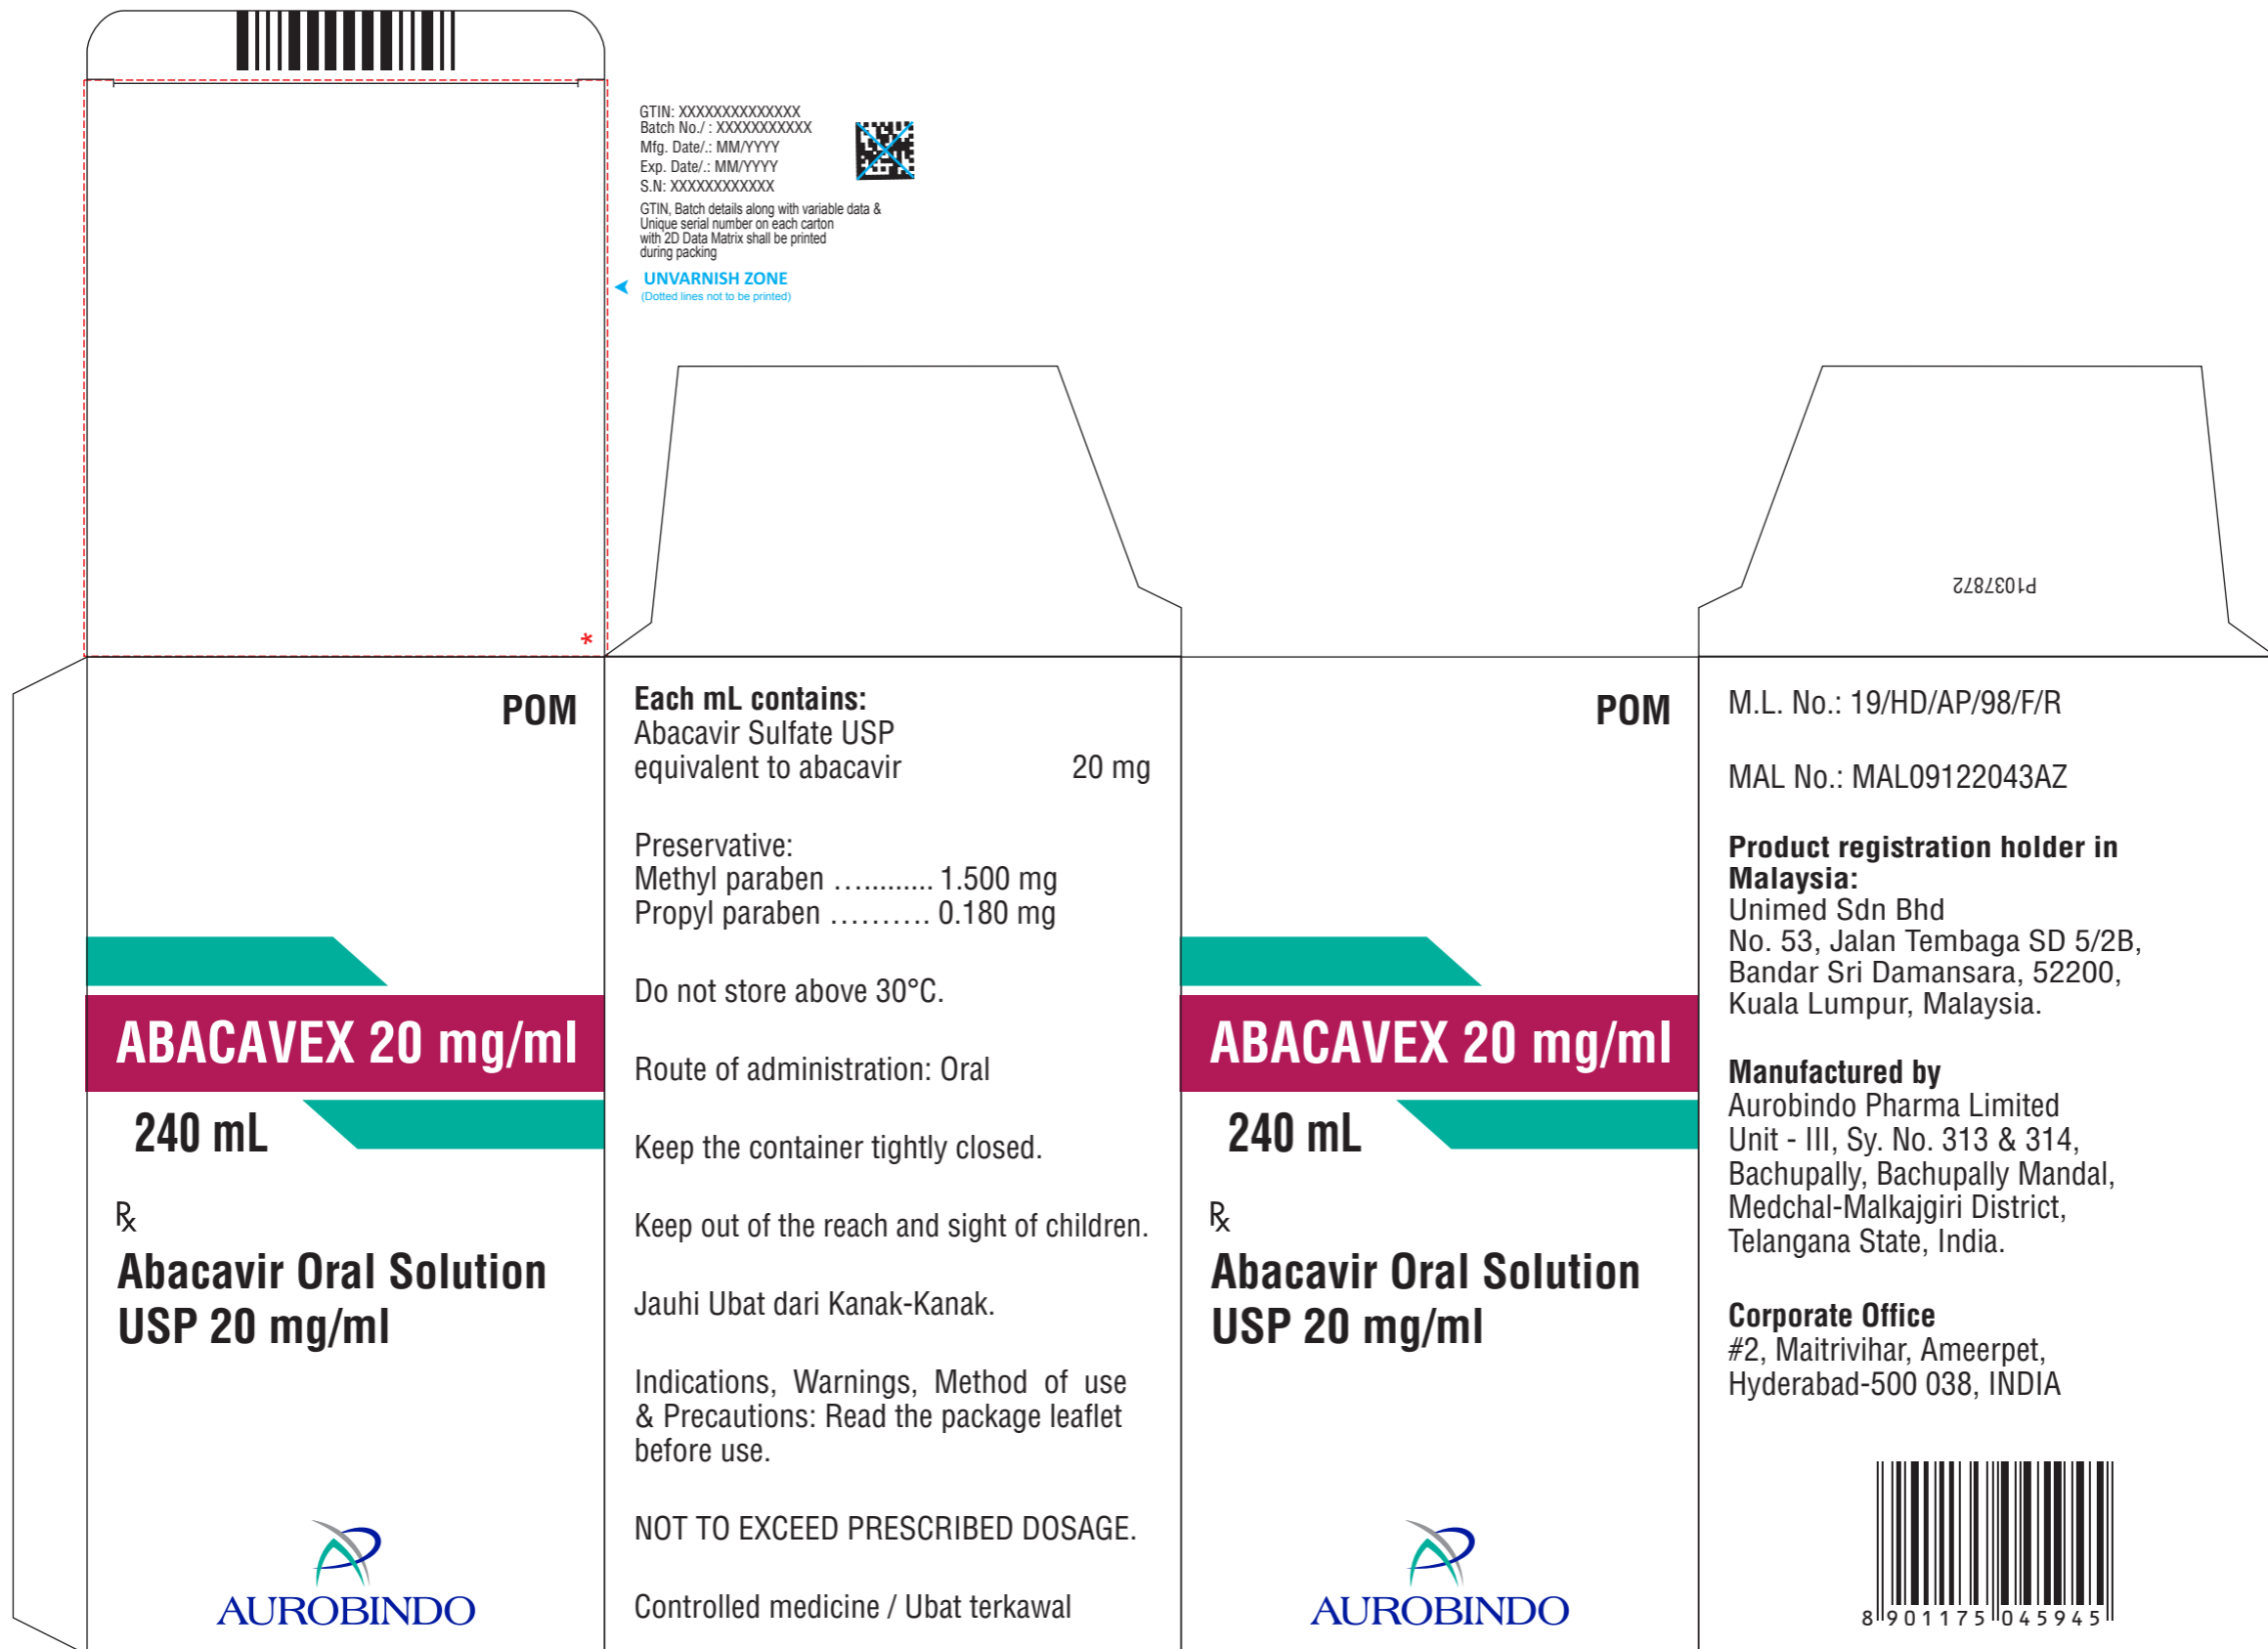 GTIN: XXXXXXXXXXXXXX
Batch No./ : XXXXXXXXXXX
Mfg. Date/.: MM/YYYY
Exp. Date/.: MM/YYYY
S.N: XXXXXXXXXXXX
GTIN, Batch details along with variable data &
Unique serial number on each carton
with 2D Data Matrix shall be printed
during packing
UNVARNISH ZONE
(Dotted lines not to be printed)
P1037872
*
POM
ABACAVEX 20 mg/ml
240 mL
℞
Abacavir Oral Solution
USP 20 mg/ml
AUROBINDO
Each mL contains:
Abacavir Sulfate USP
equivalent to abacavir 20 mg
Preservative:
Methyl paraben …......... 1.500 mg
Propyl paraben ………. 0.180 mg
Do not store above 30°C.
Route of administration: Oral
Keep the container tightly closed.
Keep out of the reach and sight of children.
Jauhi Ubat dari Kanak-Kanak.
Indications, Warnings, Method of use
& Precautions: Read the package leaflet
before use.
NOT TO EXCEED PRESCRIBED DOSAGE.
Controlled medicine / Ubat terkawal
POM
ABACAVEX 20 mg/ml
240 mL
℞
Abacavir Oral Solution
USP 20 mg/ml
AUROBINDO
M.L. No.: 19/HD/AP/98/F/R
MAL No.: MAL09122043AZ
Product registration holder in
Malaysia:
Unimed Sdn Bhd
No. 53, Jalan Tembaga SD 5/2B,
Bandar Sri Damansara, 52200,
Kuala Lumpur, Malaysia.
Manufactured by
Aurobindo Pharma Limited
Unit - III, Sy. No. 313 & 314,
Bachupally, Bachupally Mandal,
Medchal-Malkajgiri District,
Telangana State, India.
Corporate Office
#2, Maitrivihar, Ameerpet,
Hyderabad-500 038, INDIA
8 901175 045945